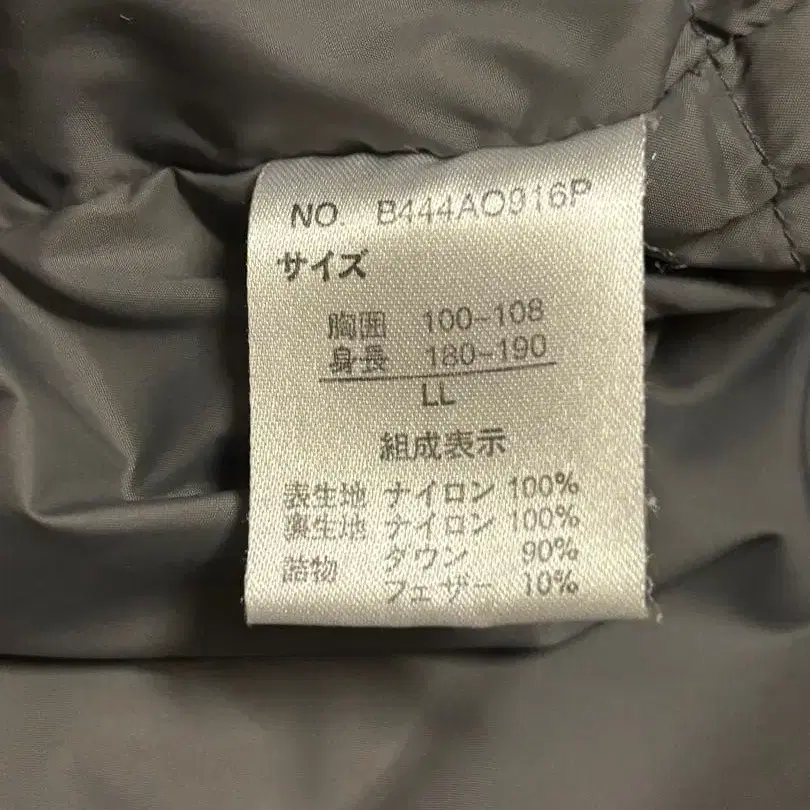 NO. B444AO916P
サイズ
胸囲 100~108
身長 180~190
LL
組成表示
表生地 ナイロン 100%
裏生地 ナイロン 100%
詰物 ダウン 90%
フェザー 10%